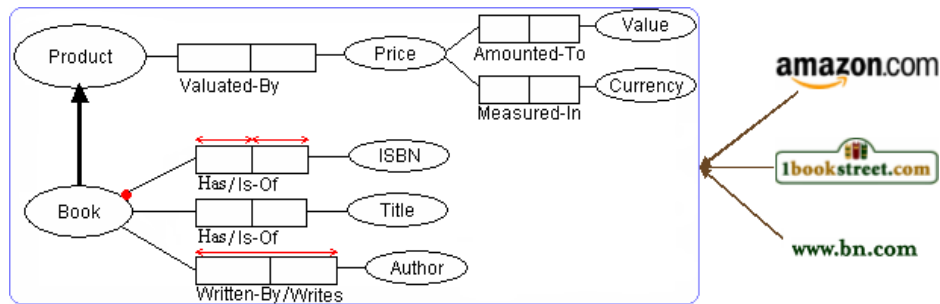 Product
Price
Value
Amounted-To
Valuated-By
Currency
Measured-In
amazon.com
ISBN
Has/Is-Of
1bookstreet.com
Book
Title
Has/Is-Of
www.bn.com
Author
Written-By/Writes